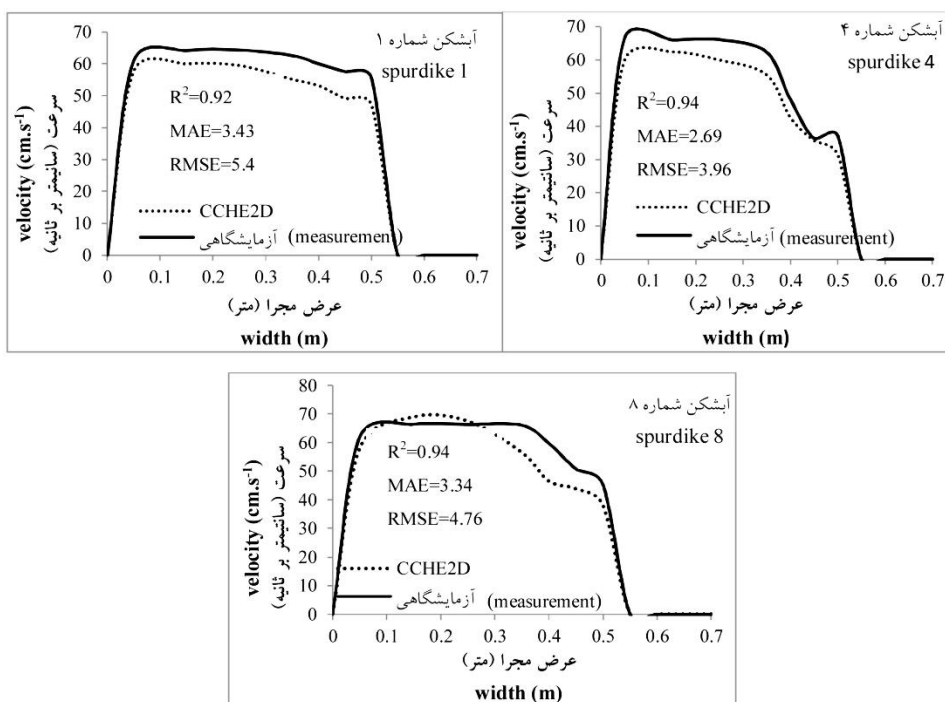 آبشکن شماره ۱
spurdike 1
R²=0.92
MAE=3.43
RMSE=5.4
CCHE2D
آزمایشگاهی (measurement)
velocity (cm.s⁻¹)
سرعت (سانتیمتر بر ثانیه)
80
70
60
50
40
30
20
10
0
0 0.1 0.2 0.3 0.4 0.5 0.6 0.7
عرض مجرا (متر)
width (m)
آبشکن شماره ۴
spurdike 4
R²=0.94
MAE=2.69
RMSE=3.96
CCHE2D
آزمایشگاهی (measurement)
velocity (cm.s⁻¹)
سرعت (سانتیمتر بر ثانیه)
70
60
50
40
30
20
10
0
0 0.1 0.2 0.3 0.4 0.5 0.6 0.7
عرض مجرا (متر)
width (m)
آبشکن شماره ۸
spurdike 8
R²=0.94
MAE=3.34
RMSE=4.76
CCHE2D
آزمایشگاهی (measurement)
velocity (cm.s⁻¹)
سرعت (سانتیمتر بر ثانیه)
80
70
60
50
40
30
20
10
0
0 0.1 0.2 0.3 0.4 0.5 0.6 0.7
عرض مجرا (متر)
width (m)